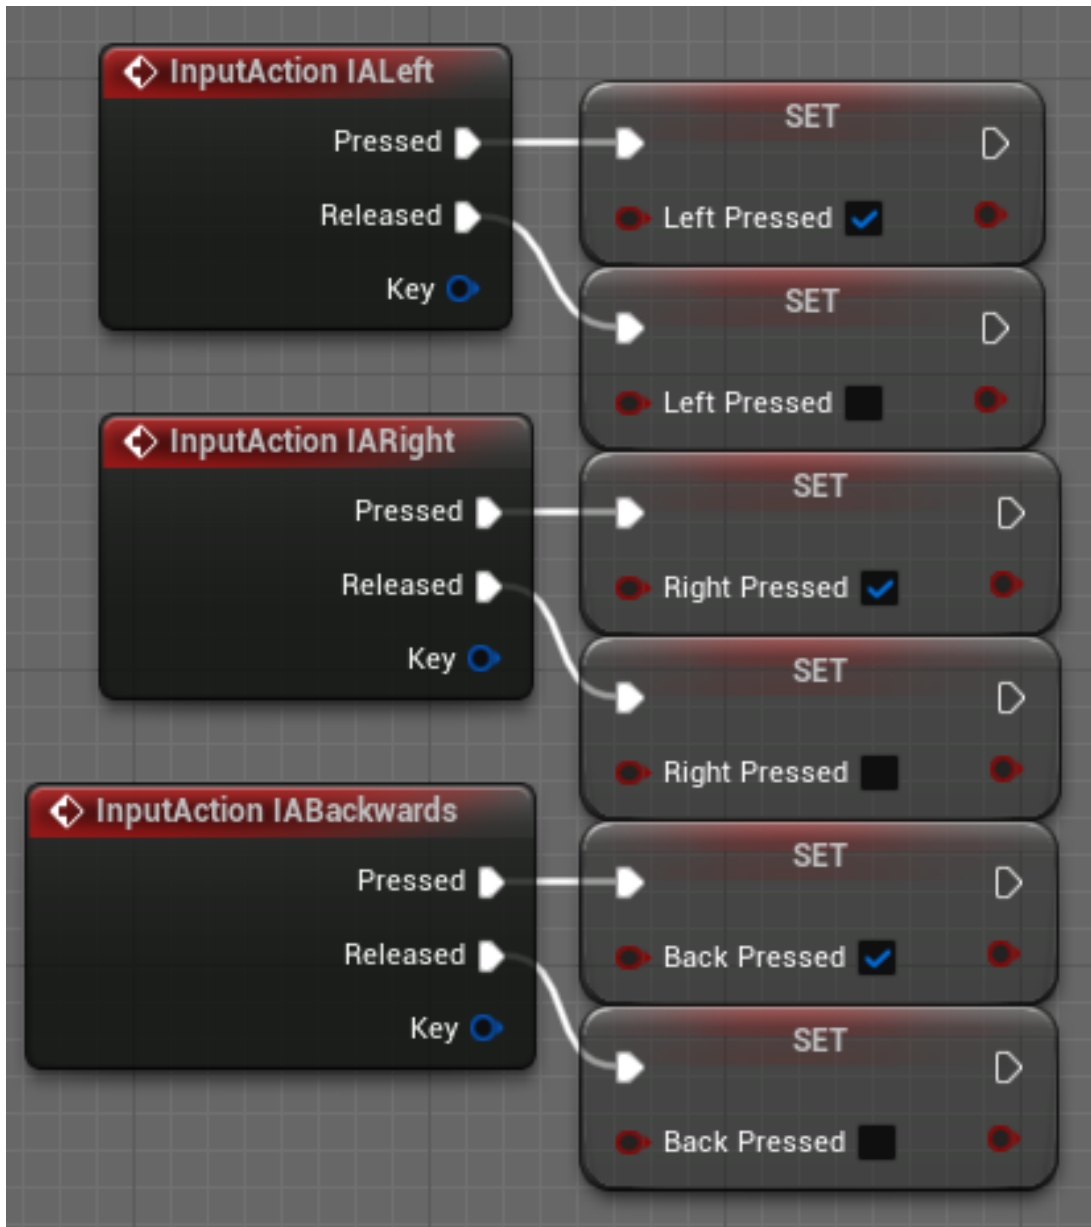 InputAction IALeft
Pressed
Released
Key
SET
Left Pressed
SET
Left Pressed
InputAction IARight
Pressed
Released
Key
SET
Right Pressed
SET
Right Pressed
InputAction IABackwards
Pressed
Released
Key
SET
Back Pressed
SET
Back Pressed